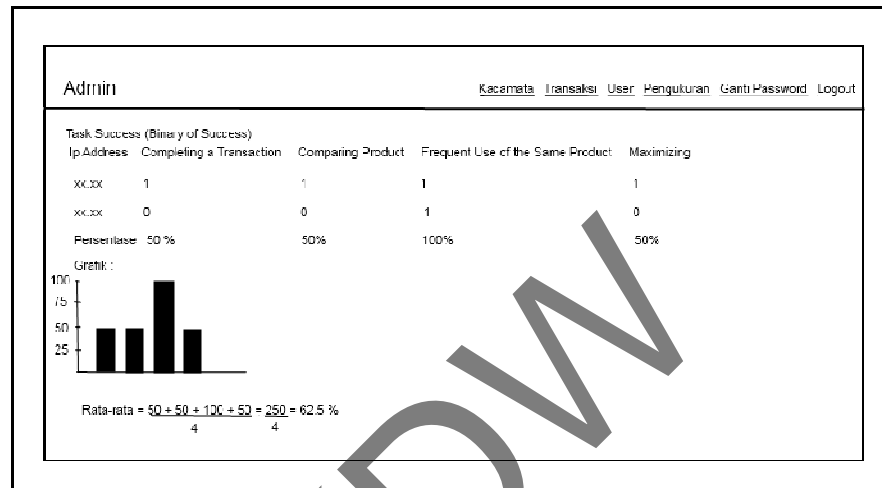 Admin
Kacamata Transaksi User Pengukuran Ganti Password Logout
Task Success (Binary of Success)
Ip Address Completing a Transaction Comparing Product Frequent Use of the Same Product Maximizing
xx.xx 1 1 1 1
xx.xx 0 0 1 0
Persentase 50 % 50% 100% 50%
Grafik :
100
75
50
25
Rata-rata = 50 + 50 + 100 + 50 = 250 = 62.5 %
4 4
DW